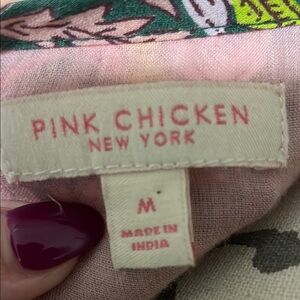 PINK CHICKEN
NEW YORK
M
MADE IN
INDIA